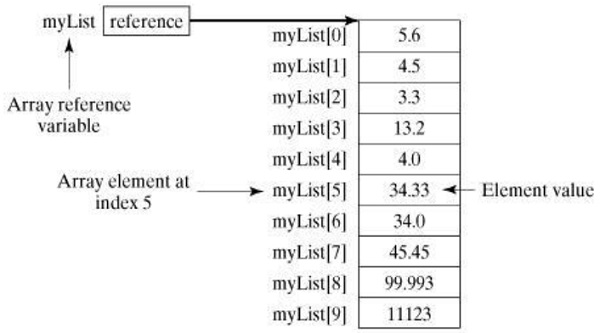 myList reference
myList[0] 5.6
myList[1] 4.5
myList[2] 3.3
Array reference
variable
myList[3] 13.2
myList[4] 4.0
Array element at
index 5
myList[5] 34.33 Element value
myList[6] 34.0
myList[7] 45.45
myList[8] 99.993
myList[9] 11123